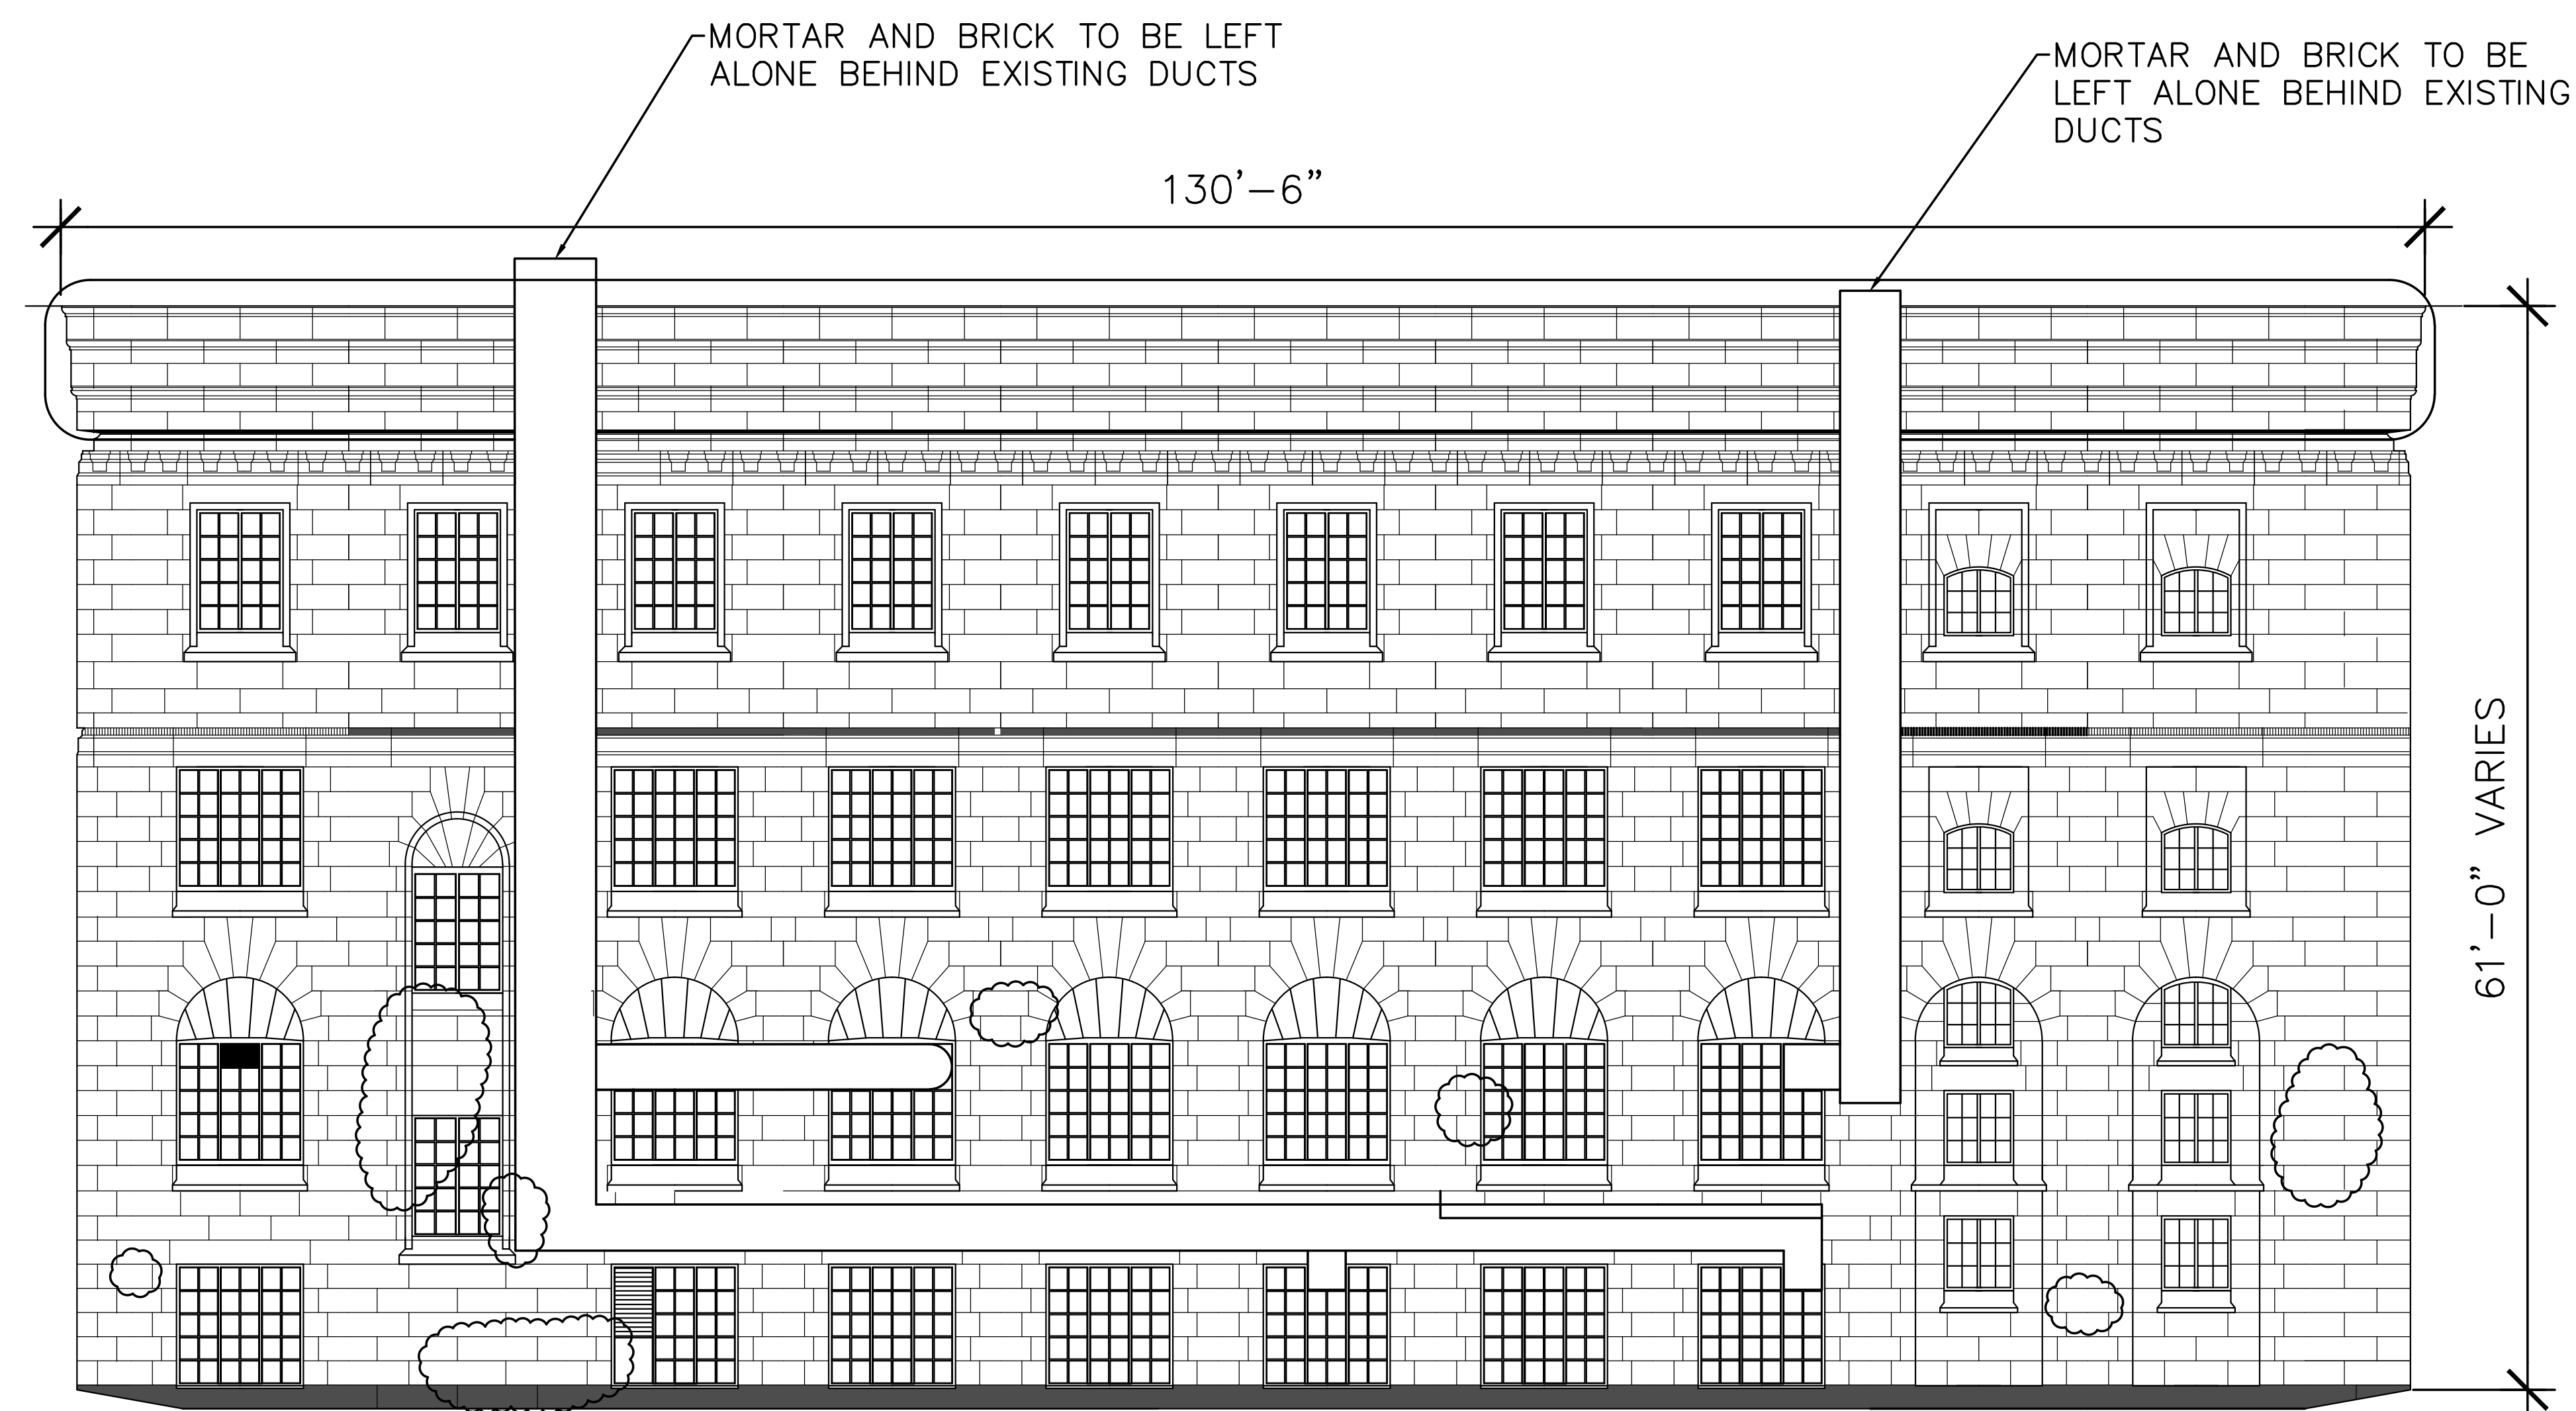 MORTAR AND BRICK TO BE LEFT
ALONE BEHIND EXISTING DUCTS
MORTAR AND BRICK TO BE
LEFT ALONE BEHIND EXISTING
DUCTS
130'-6"
61'-0" VARIES